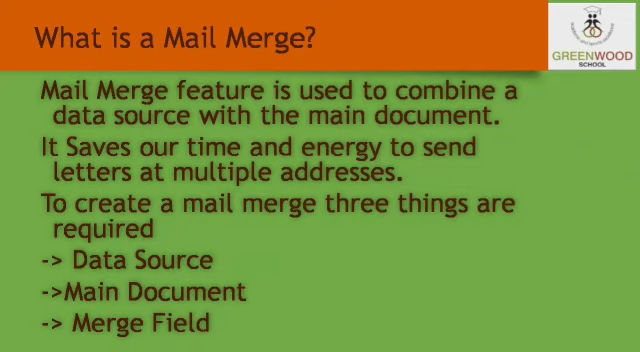 What is a Mail Merge?
GREENWOOD
SCHOOL
Mail Merge feature is used to combine a
data source with the main document.
It Saves our time and energy to send
letters at multiple addresses.
To create a mail merge three things are
required
-> Data Source
->Main Document
-> Merge Field